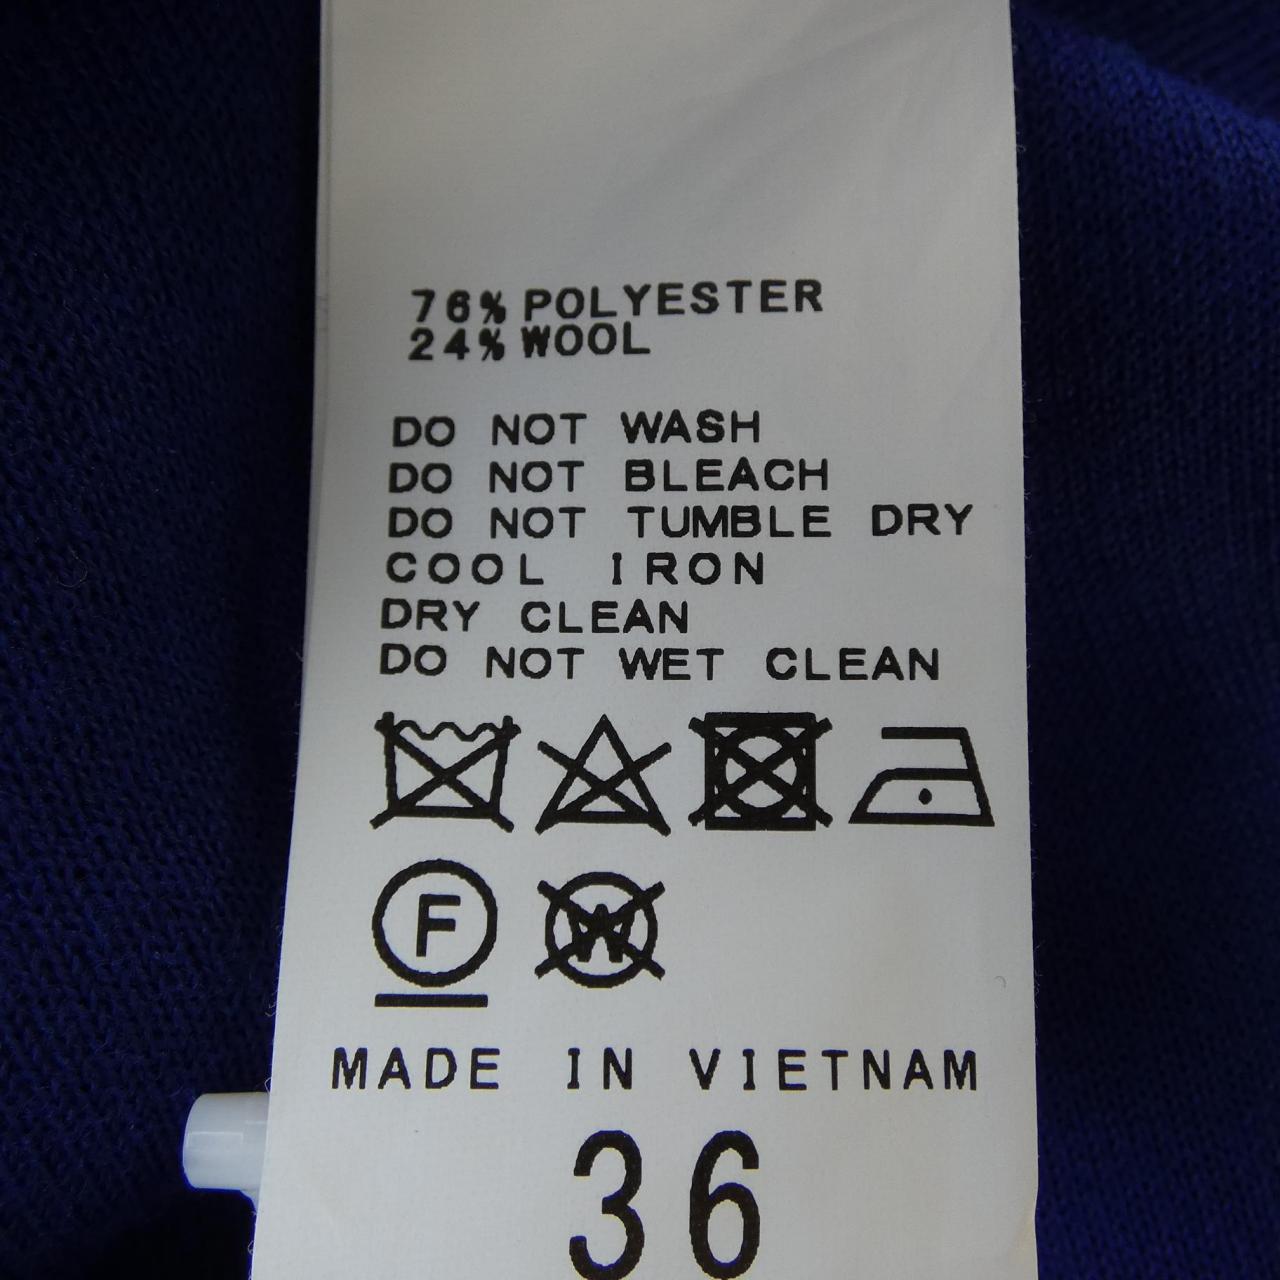 76% POLYESTER
24% WOOL
DO NOT WASH
DO NOT BLEACH
DO NOT TUMBLE DRY
COOL IRON
DRY CLEAN
DO NOT WET CLEAN
F W
MADE IN VIETNAM
36